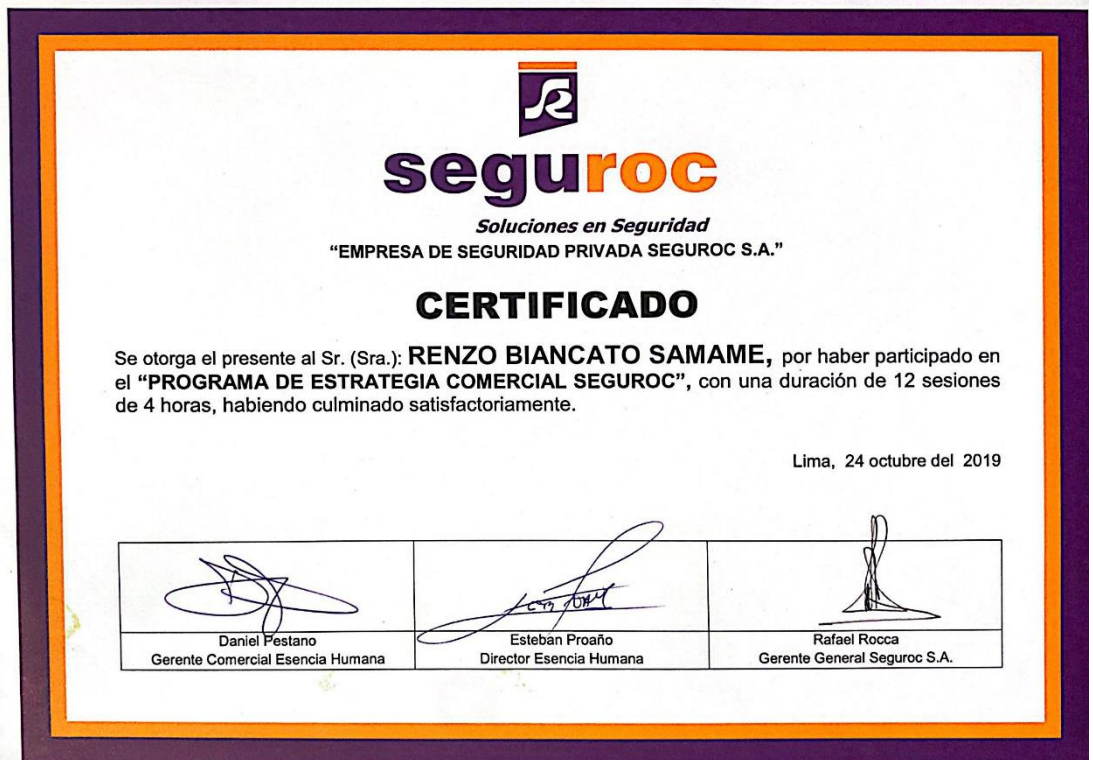 seguroc
Soluciones en Seguridad
“EMPRESA DE SEGURIDAD PRIVADA SEGUROC S.A.”
CERTIFICADO
Se otorga el presente al Sr. (Sra.): RENZO BIANCATO SAMAME, por haber participado en
el “PROGRAMA DE ESTRATEGIA COMERCIAL SEGUROC”, con una duración de 12 sesiones
de 4 horas, habiendo culminado satisfactoriamente.
Lima, 24 octubre del 2019
Daniel Pestano
Gerente Comercial Esencia Humana
Esteban Proaño
Director Esencia Humana
Rafael Rocca
Gerente General Seguroc S.A.